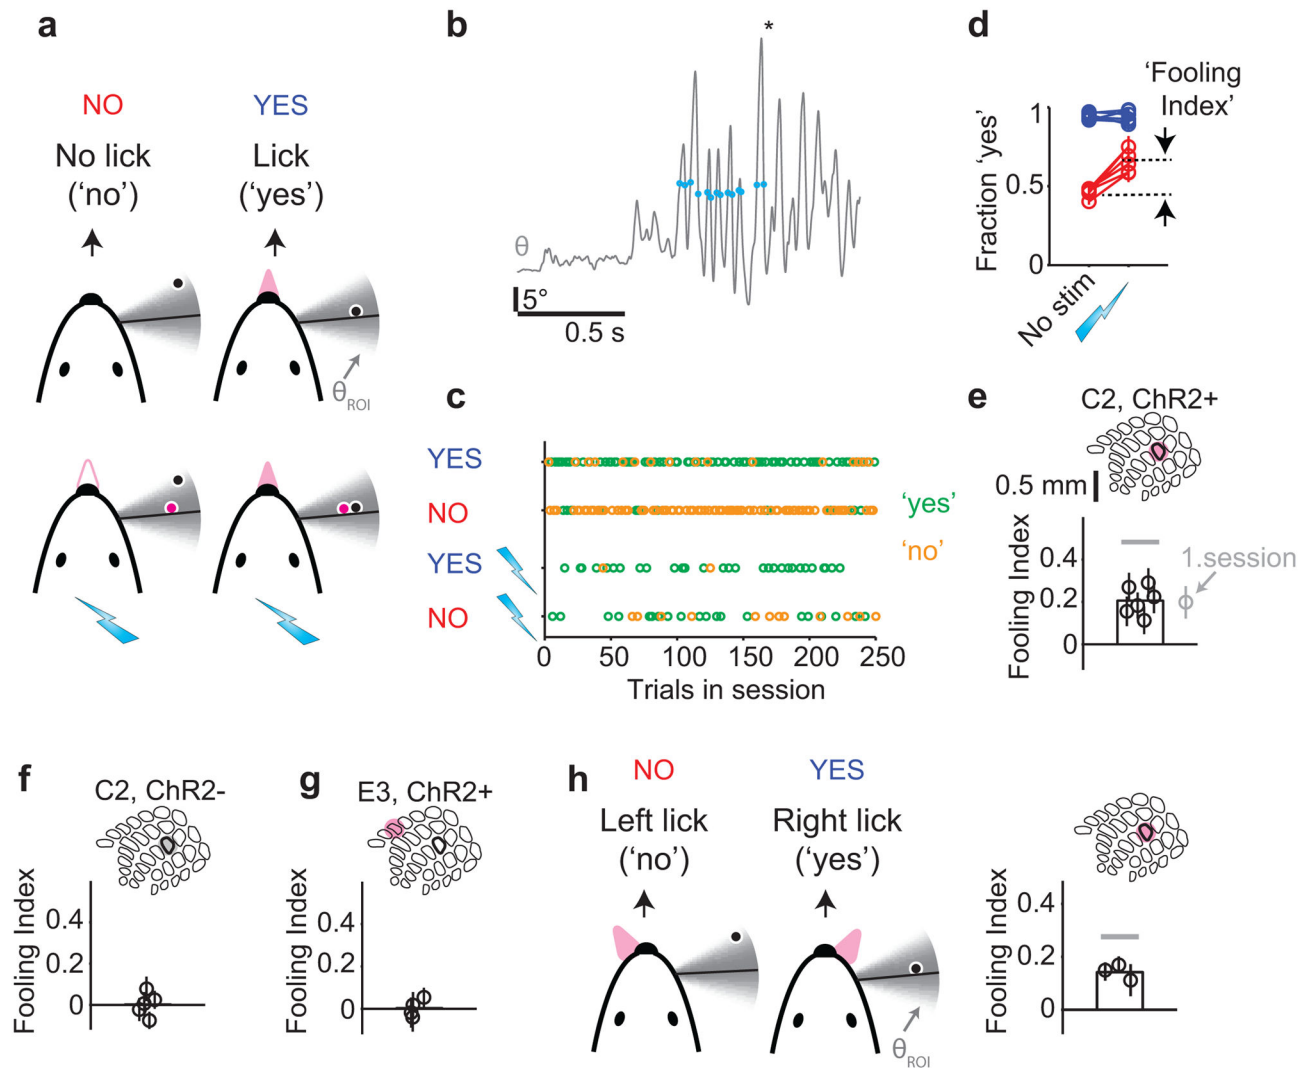 a
NO
YES
No lick
('no')
Lick
('yes')
θROI
b
*
θ
5°
0.5 s
c
YES
NO
YES
NO
'yes'
'no'
0
50
100
150
200
250
Trials in session
d
'Fooling
Index'
Fraction 'yes'
1
0.5
0
No stim
e
C2, ChR2+
0.5 mm
Fooling Index
0.4
0.2
0
1.session
f
C2, ChR2-
Fooling Index
0.4
0.2
0
g
E3, ChR2+
Fooling Index
0.4
0.2
0
h
NO
YES
Left lick
('no')
Right lick
('yes')
θROI
Fooling Index
0.4
0.2
0